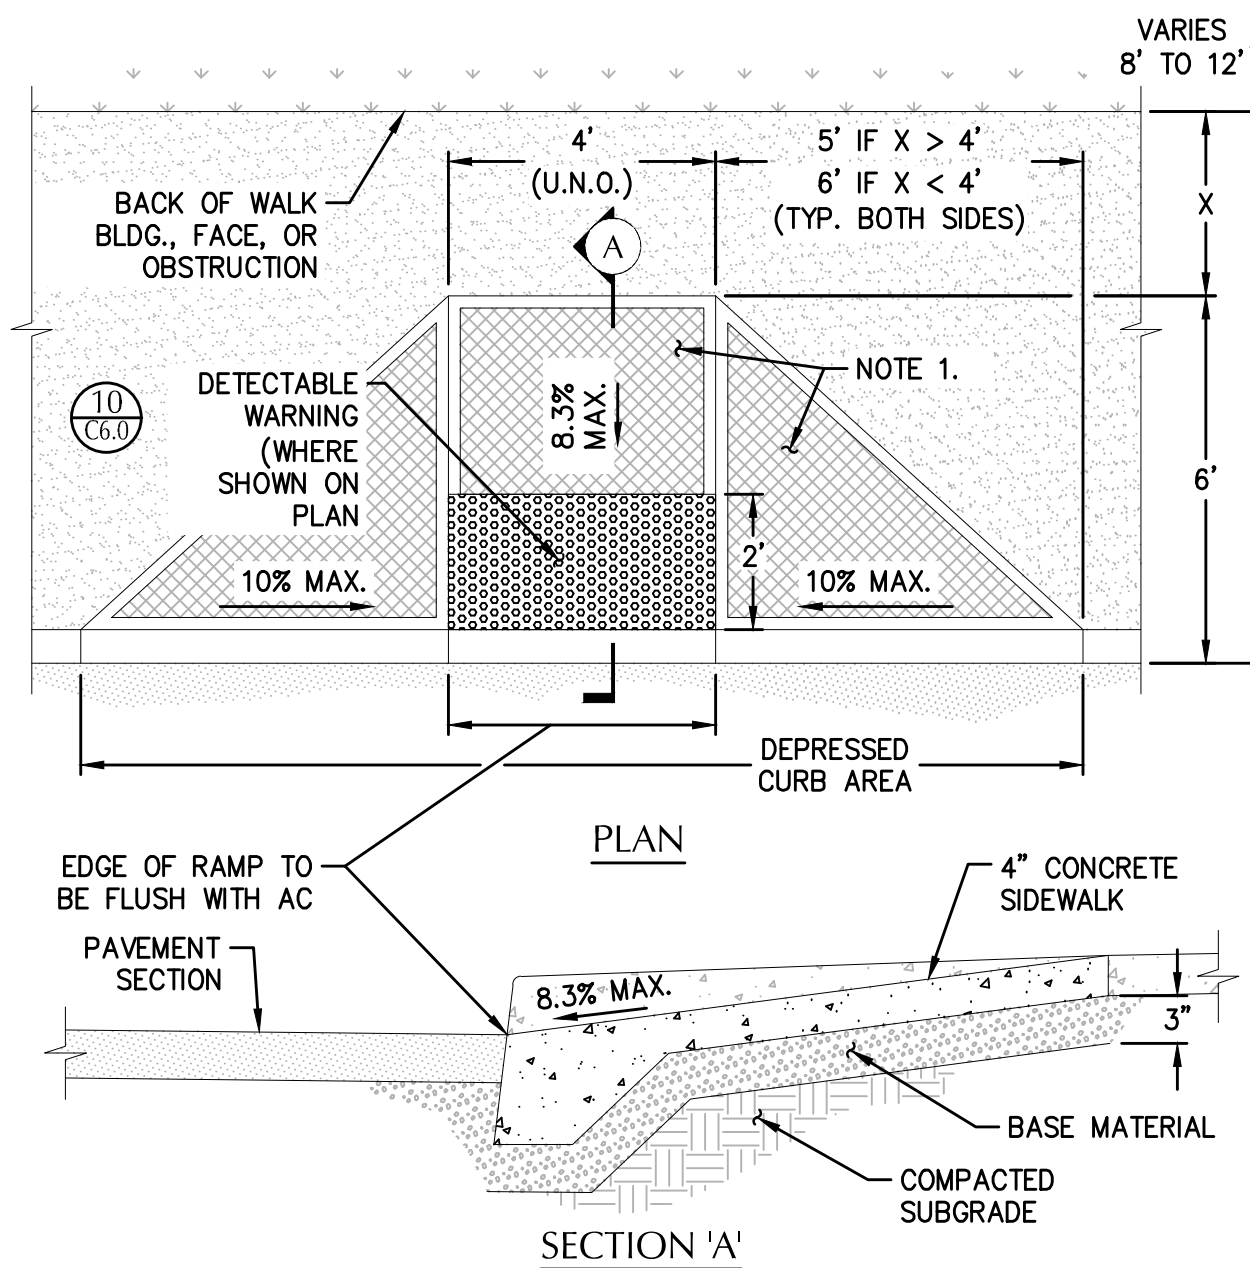 VARIES
8' TO 12'
4'
(U.N.O.)
5' IF X > 4'
6' IF X < 4'
(TYP. BOTH SIDES)
X
BACK OF WALK
BLDG., FACE, OR
OBSTRUCTION
A
10
C6.0
DETECTABLE
WARNING
(WHERE
SHOWN ON
PLAN
8.3%
MAX.
NOTE 1.
6'
2'
10% MAX.
10% MAX.
DEPRESSED
CURB AREA
PLAN
EDGE OF RAMP TO
BE FLUSH WITH AC
4" CONCRETE
SIDEWALK
PAVEMENT
SECTION
8.3% MAX.
3"
BASE MATERIAL
COMPACTED
SUBGRADE
SECTION 'A'